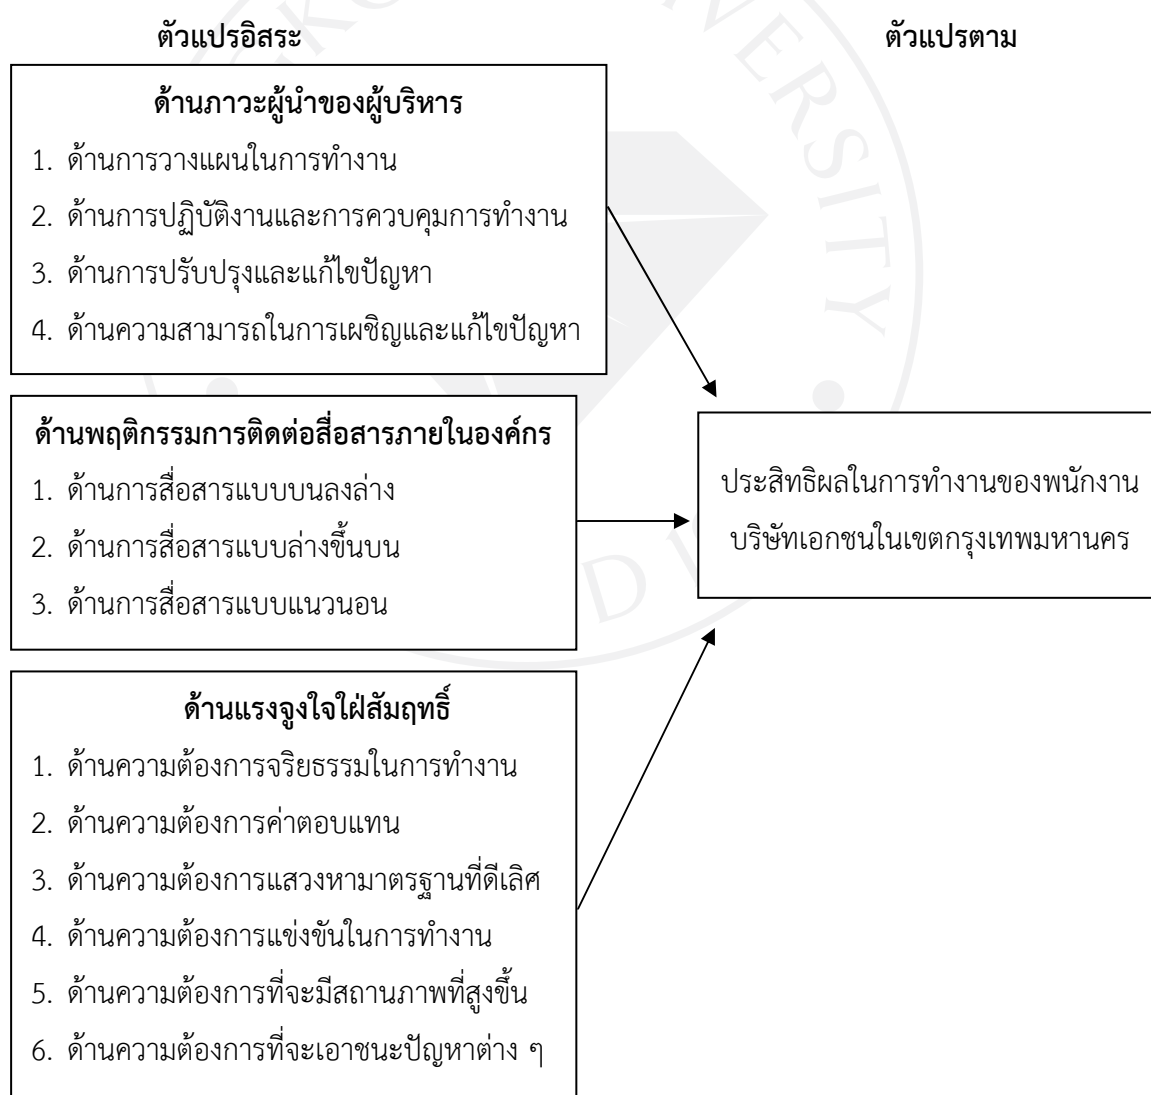 ตัวแปรอิสระ
ตัวแปรตาม
ด้านภาวะผู้นำของผู้บริหาร
1. ด้านการวางแผนในการทำงาน
2. ด้านการปฏิบัติงานและการควบคุมการทำงาน
3. ด้านการปรับปรุงและแก้ไขปัญหา
4. ด้านความสามารถในการเผชิญและแก้ไขปัญหา
ด้านพฤติกรรมการติดต่อสื่อสารภายในองค์กร
1. ด้านการสื่อสารแบบบนลงล่าง
2. ด้านการสื่อสารแบบล่างขึ้นบน
3. ด้านการสื่อสารแบบแนวนอน
ประสิทธิผลในการทำงานของพนักงาน
บริษัทเอกชนในเขตกรุงเทพมหานคร
ด้านแรงจูงใจใฝ่สัมฤทธิ์
1. ด้านความต้องการจริยธรรมในการทำงาน
2. ด้านความต้องการค่าตอบแทน
3. ด้านความต้องการแสวงหามาตรฐานที่ดีเลิศ
4. ด้านความต้องการแข่งขันในการทำงาน
5. ด้านความต้องการที่จะมีสถานภาพที่สูงขึ้น
6. ด้านความต้องการที่จะเอาชนะปัญหาต่าง ๆ